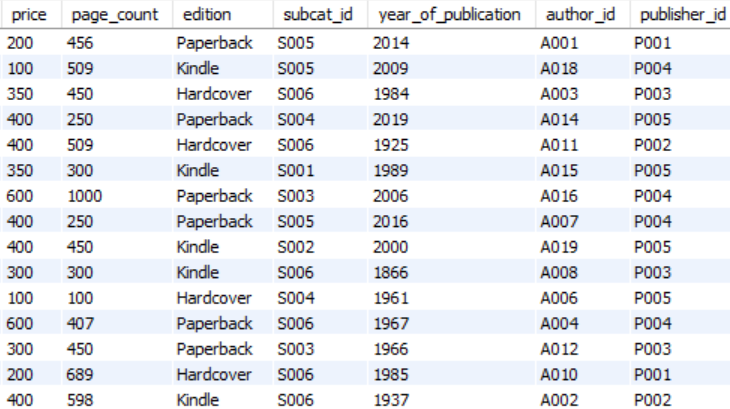 price page_count edition subcat_id year_of_publication author_id publisher_id
200 456 Paperback S005 2014 A001 P001
100 509 Kindle S005 2009 A018 P004
350 450 Hardcover S006 1984 A003 P003
400 250 Paperback S004 2019 A014 P005
400 509 Hardcover S006 1925 A011 P002
350 300 Kindle S001 1989 A015 P005
600 1000 Paperback S003 2006 A016 P004
400 250 Paperback S005 2016 A007 P004
400 450 Kindle S002 2000 A019 P005
300 300 Kindle S006 1866 A008 P003
100 100 Hardcover S004 1961 A006 P005
600 407 Paperback S006 1967 A004 P004
300 450 Paperback S003 1966 A012 P003
200 689 Hardcover S006 1985 A010 P001
400 598 Kindle S006 1937 A002 P002